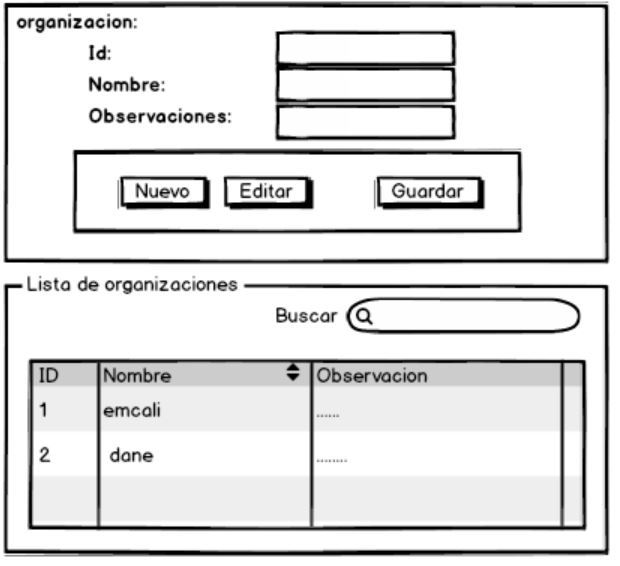 organizacion:
Id:
Nombre:
Observaciones:
Nuevo Editar Guardar
Lista de organizaciones
Buscar
ID Nombre Observacion
1 emcali ......
2 dane ........